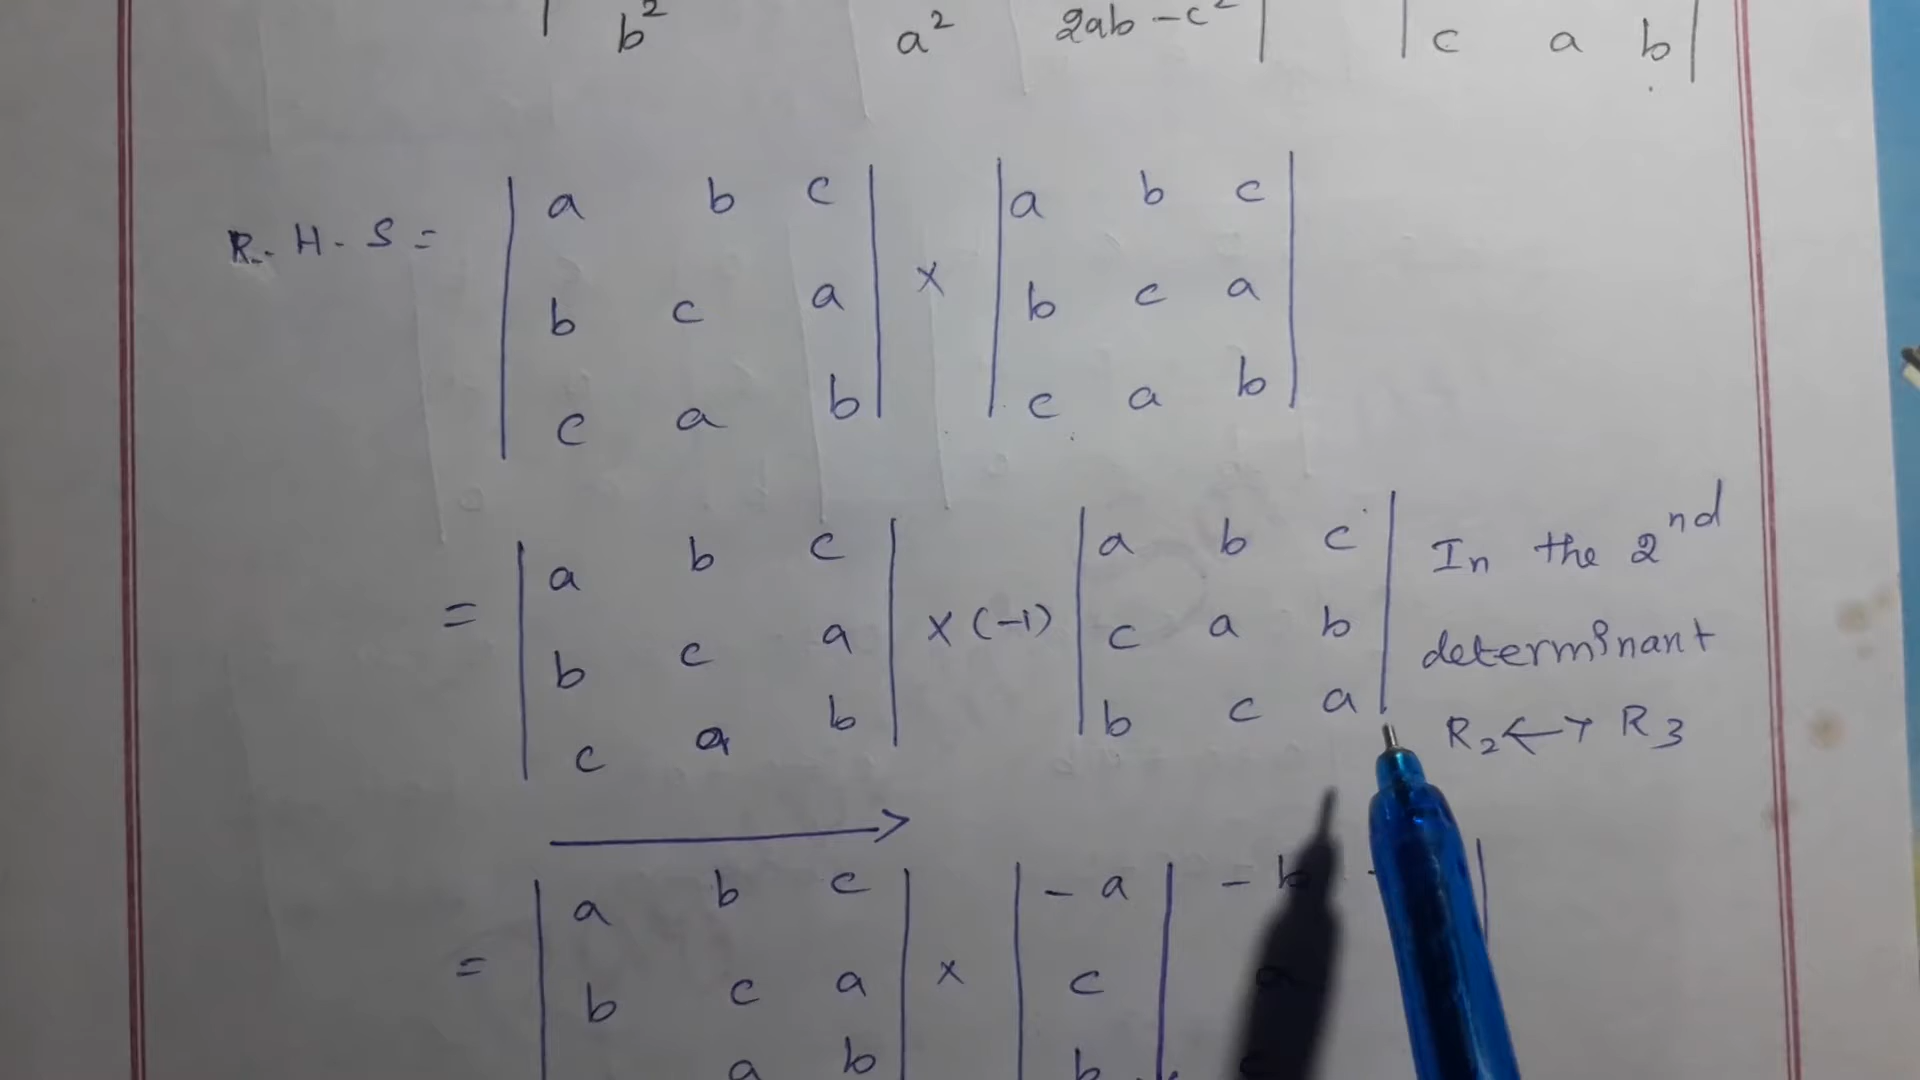 b² a² 2ab - c² | | c a b |
R.H.S = | a b c | × | a b c |
| b c a | | b c a |
| c a b | | c a b |
= | a b c | × (-1) | a b c | In the 2nd
| b c a | | c a b | determinant
| c a b | | b c a | R₂ ↔ R₃
→
= | a b c | × | -a | -b |
| b c a | | c | a
a b | | b |